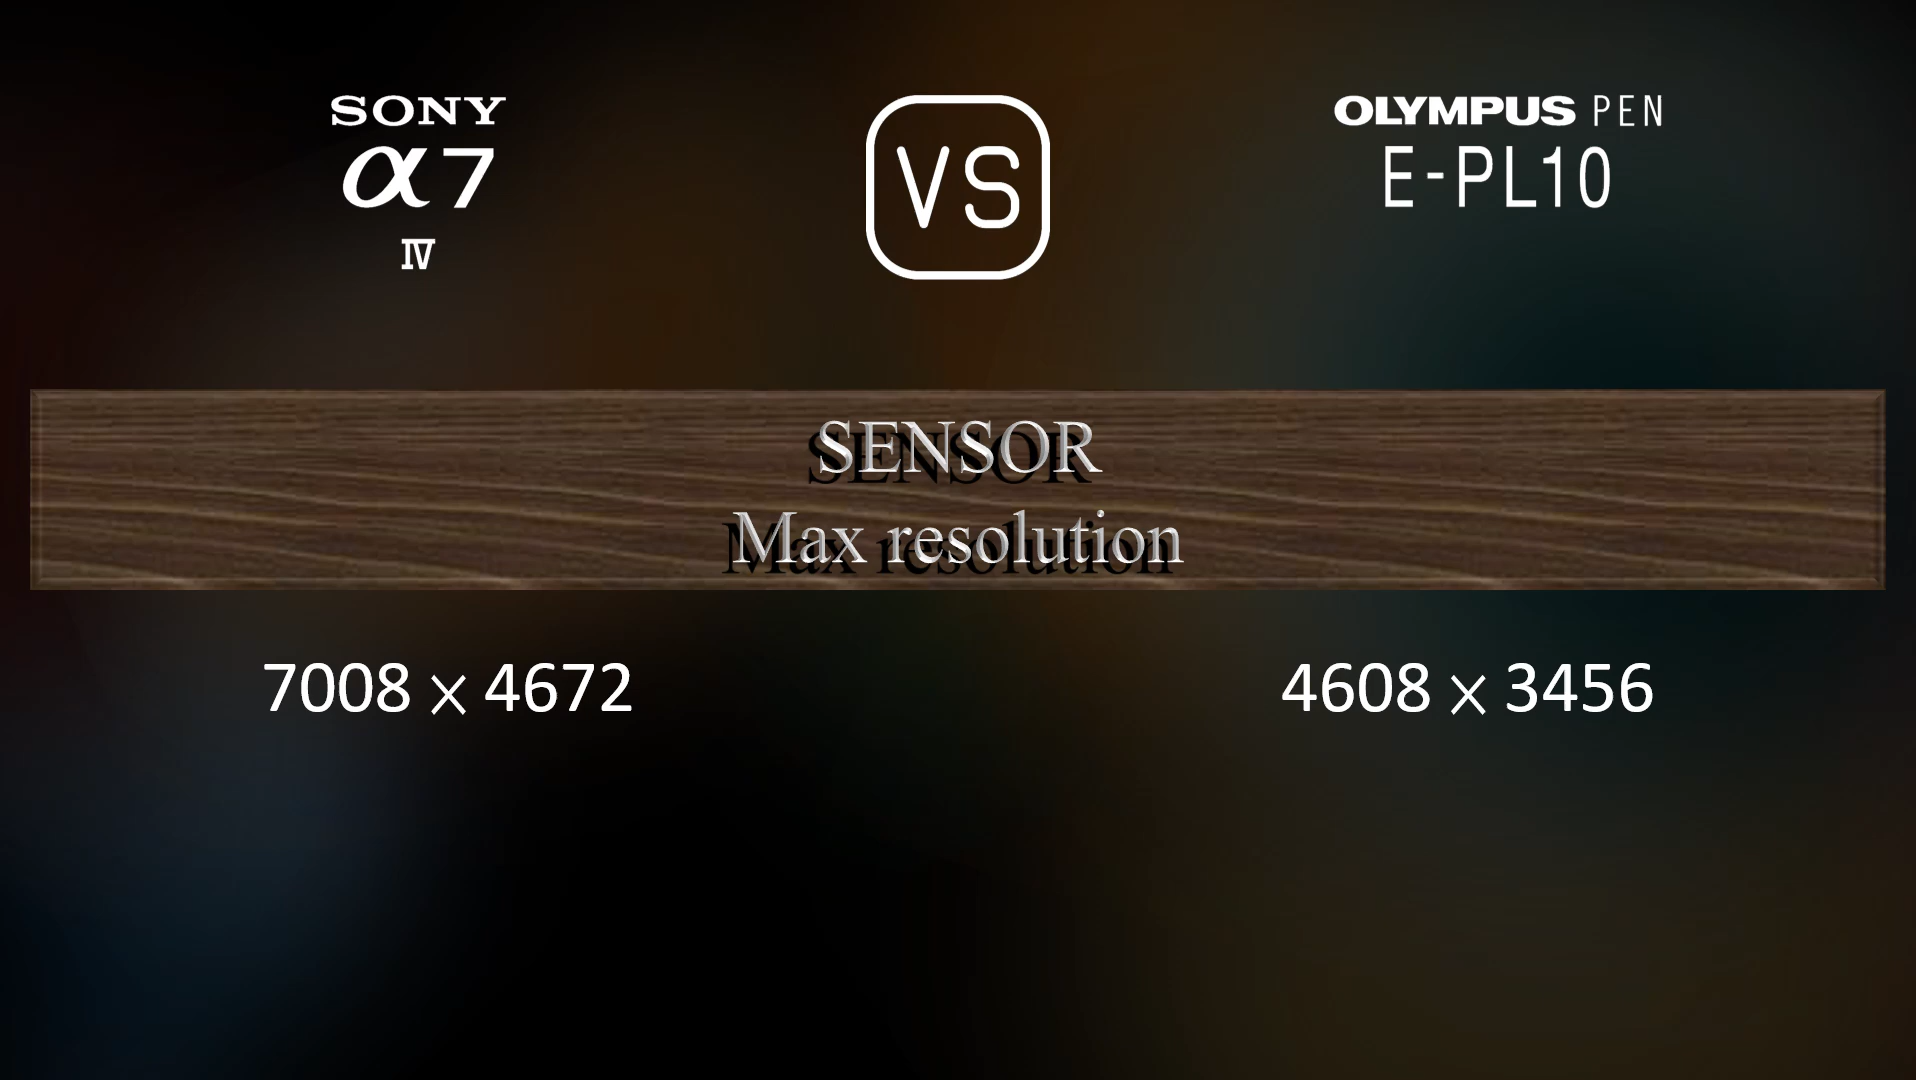 SONY
α7
IV
VS
OLYMPUS PEN
E-PL10
SENSOR
Max resolution
7008 x 4672
4608 x 3456